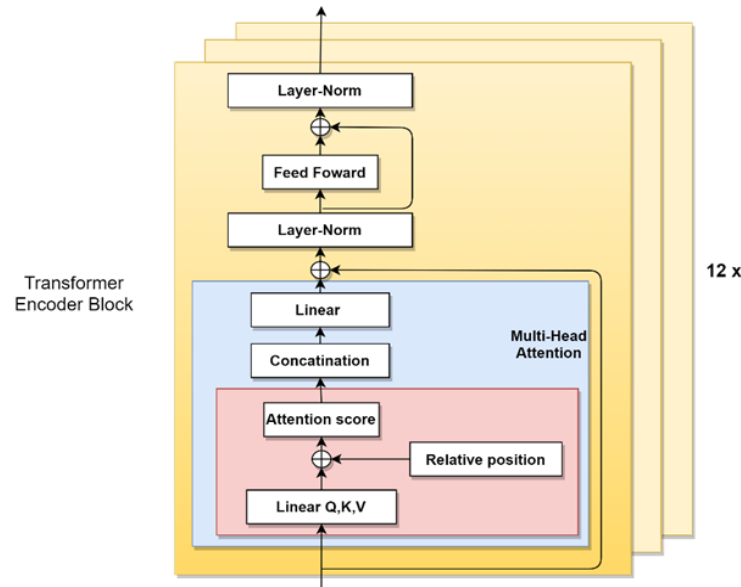 Layer-Norm
Feed Foward
Layer-Norm
Transformer
Encoder Block
12 x
Linear
Multi-Head
Attention
Concatination
Attention score
Relative position
Linear Q,K,V